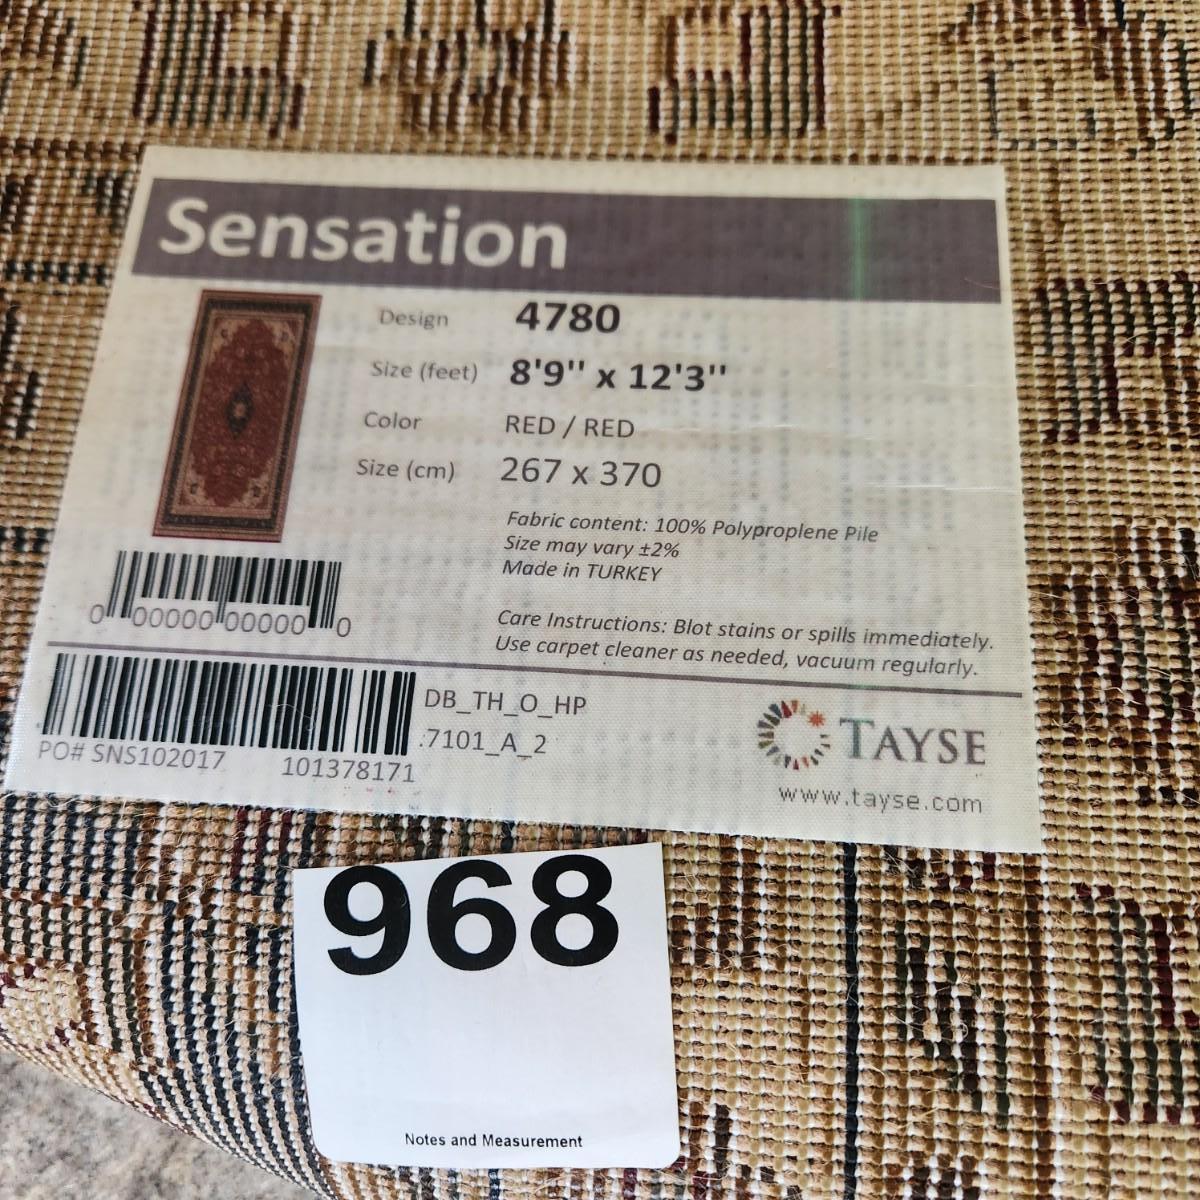 Sensation
Design 4780
Size (feet) 8'9" x 12'3"
Color RED / RED
Size (cm) 267 x 370
Fabric content: 100% Polyproplene Pile
Size may vary ±2%
Made in TURKEY
0 00000 00000 0
Care Instructions: Blot stains or spills immediately.
Use carpet cleaner as needed, vacuum regularly.
DB_TH_O_HP
.7101_A_2
PO# SNS102017 101378171
TAYSE
www.tayse.com
968
Notes and Measurement